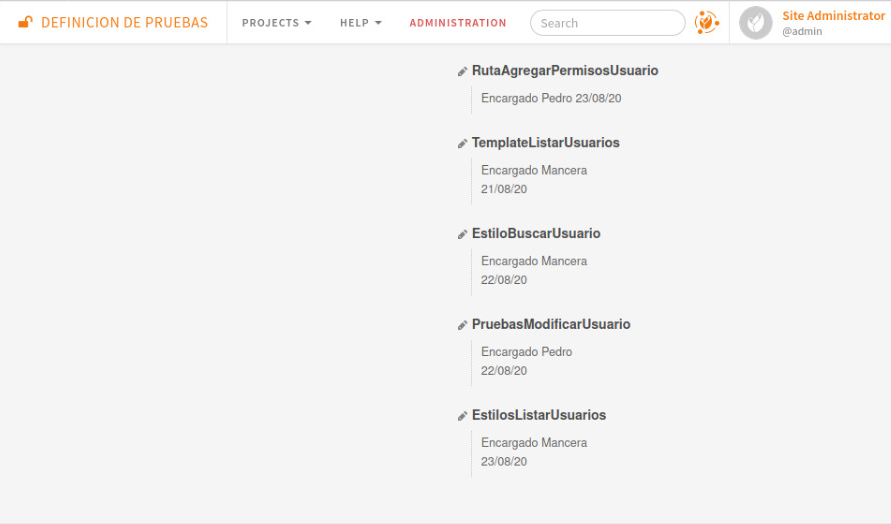 DEFINICION DE PRUEBAS
PROJECTS
HELP
ADMINISTRATION
Search
Site Administrator
@admin
RutaAgregarPermisosUsuario
Encargado Pedro 23/08/20
TemplateListarUsuarios
Encargado Mancera
21/08/20
EstiloBuscarUsuario
Encargado Mancera
22/08/20
PruebasModificarUsuario
Encargado Pedro
22/08/20
EstilosListarUsuarios
Encargado Mancera
23/08/20